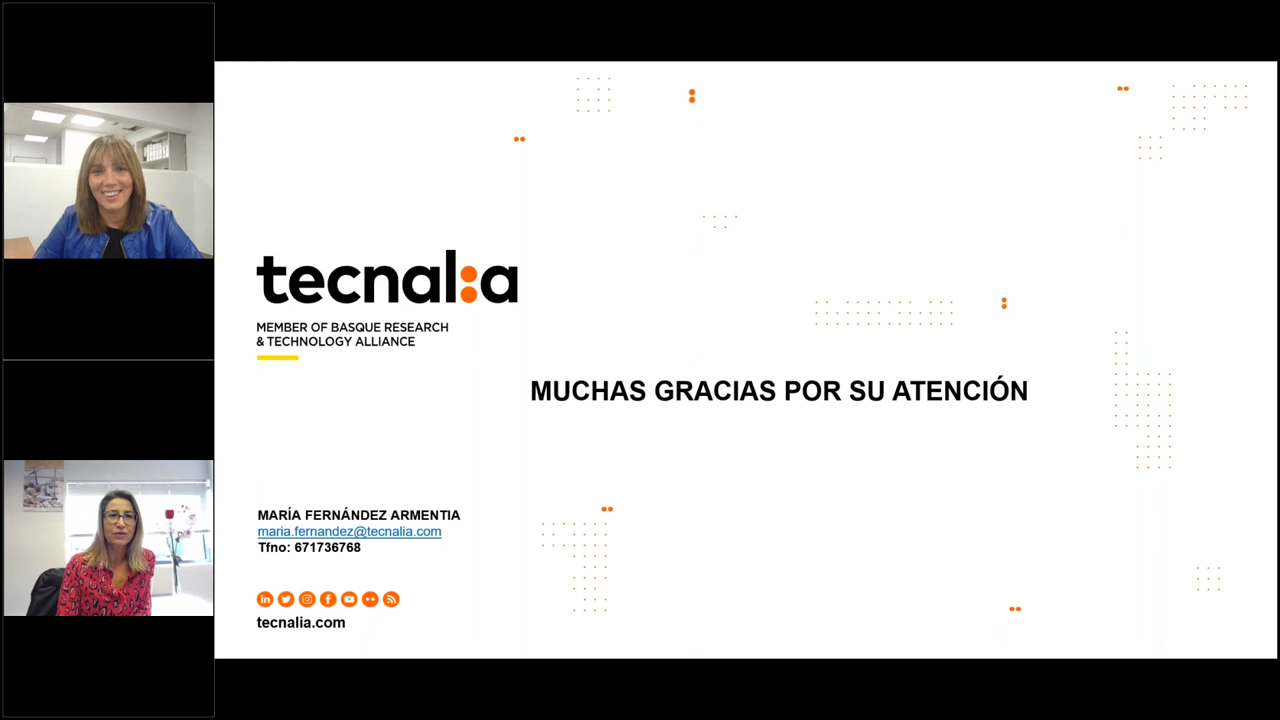 tecnalia
MEMBER OF BASQUE RESEARCH
& TECHNOLOGY ALLIANCE
MUCHAS GRACIAS POR SU ATENCIÓN
MARÍA FERNÁNDEZ ARMENTIA
maria.fernandez@tecnalia.com
Tfno: 671736768
tecnalia.com